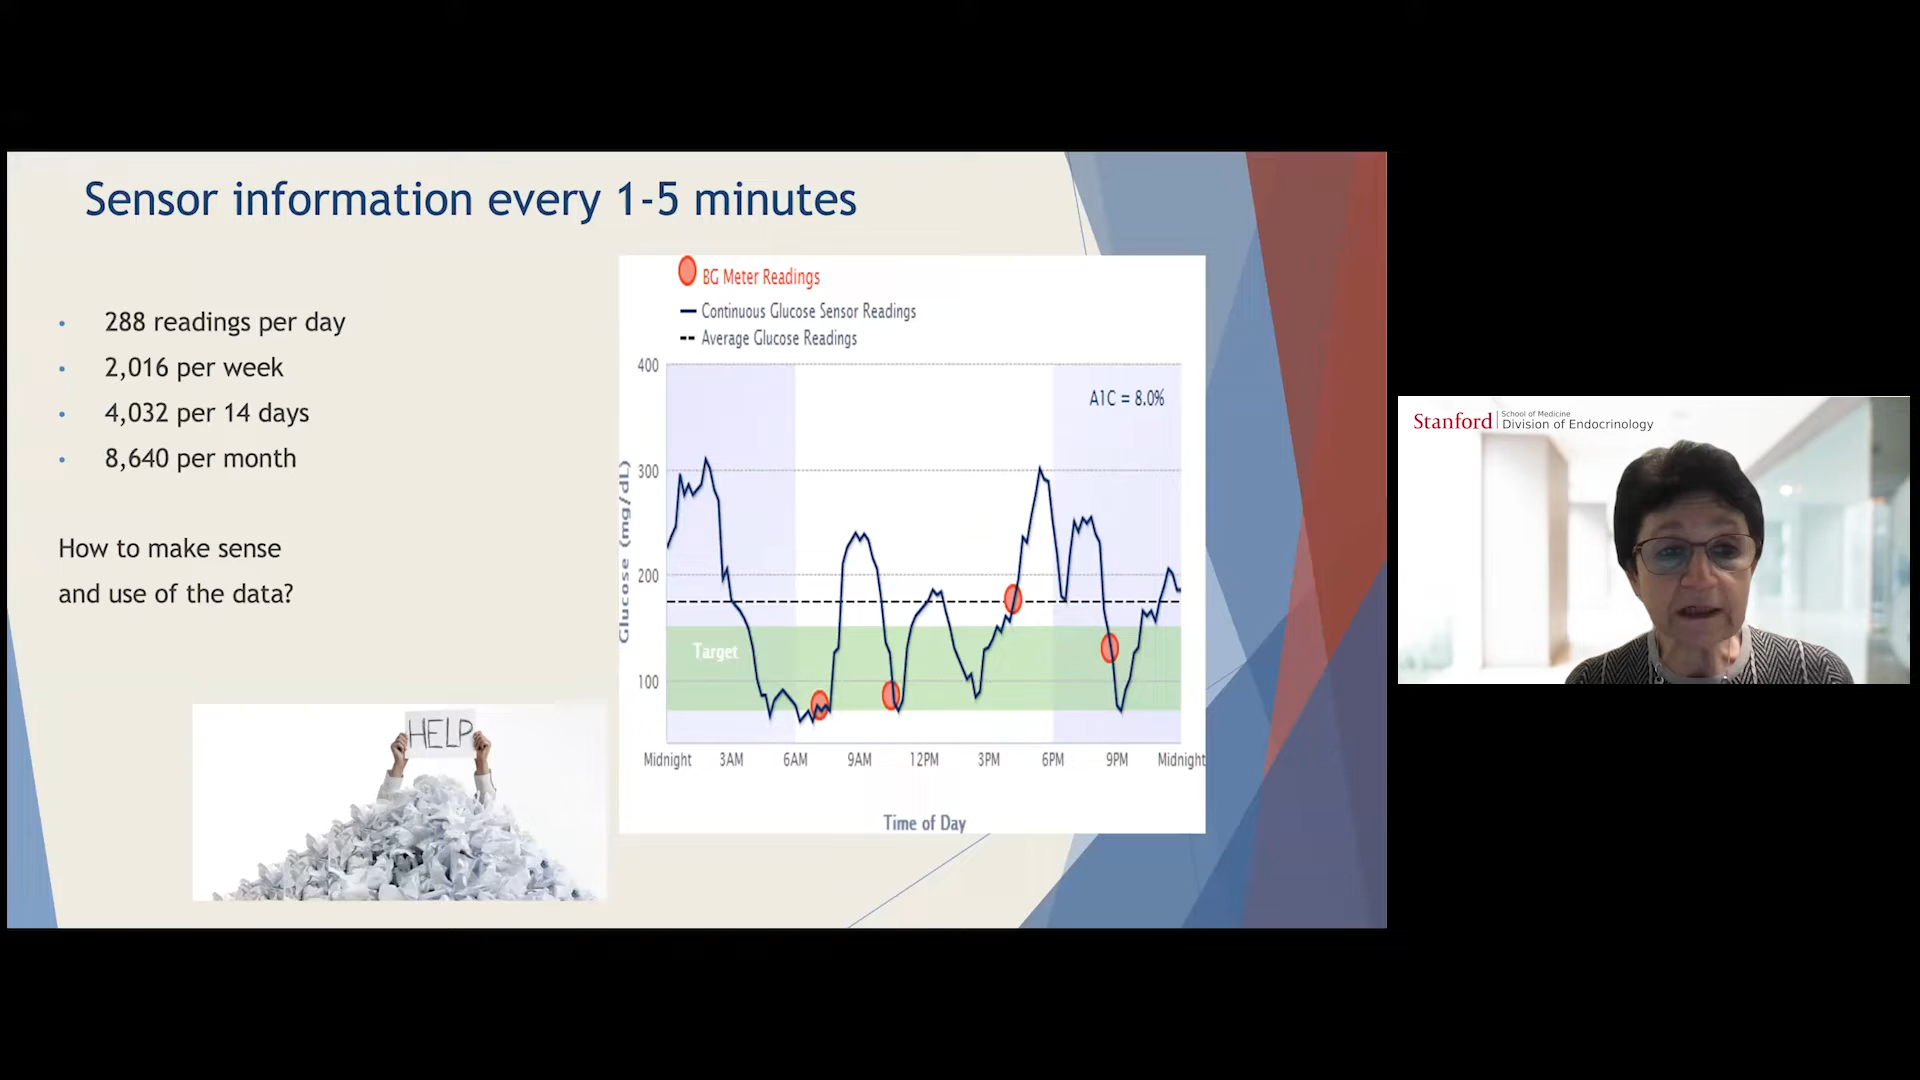 Sensor information every 1-5 minutes
288 readings per day
2,016 per week
4,032 per 14 days
8,640 per month
How to make sense
and use of the data?
HELP
BG Meter Readings
Continuous Glucose Sensor Readings
Average Glucose Readings
A1C = 8.0%
Glucose (mg/dL)
400
300
200
100
Target
Midnight 3AM 6AM 9AM 12PM 3PM 6PM 9PM Midnight
Time of Day
Stanford
School of Medicine
Division of Endocrinology